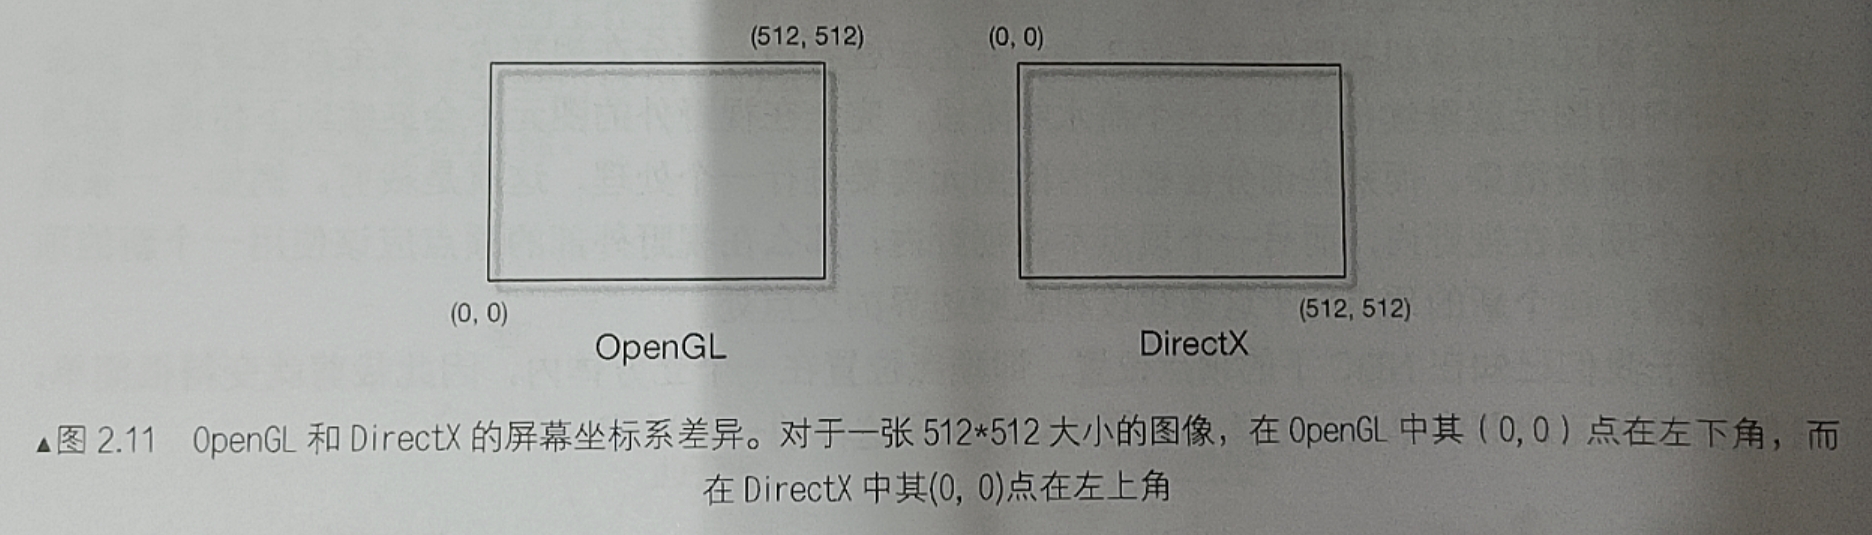 (512, 512)
(0, 0)
(0, 0)
(512, 512)
OpenGL
DirectX
▲图 2.11 OpenGL 和 DirectX 的屏幕坐标系差异。对于一张 512*512 大小的图像，在 OpenGL 中其（0,0）点在左下角，而
在 DirectX 中其(0, 0)点在左上角